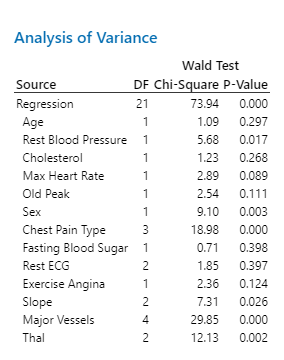 Analysis of Variance
Wald Test
Source DF Chi-Square P-Value
Regression 21 73.94 0.000
Age 1 1.09 0.297
Rest Blood Pressure 1 5.68 0.017
Cholesterol 1 1.23 0.268
Max Heart Rate 1 2.89 0.089
Old Peak 1 2.54 0.111
Sex 1 9.10 0.003
Chest Pain Type 3 18.98 0.000
Fasting Blood Sugar 1 0.71 0.398
Rest ECG 2 1.85 0.397
Exercise Angina 1 2.36 0.124
Slope 2 7.31 0.026
Major Vessels 4 29.85 0.000
Thal 2 12.13 0.002